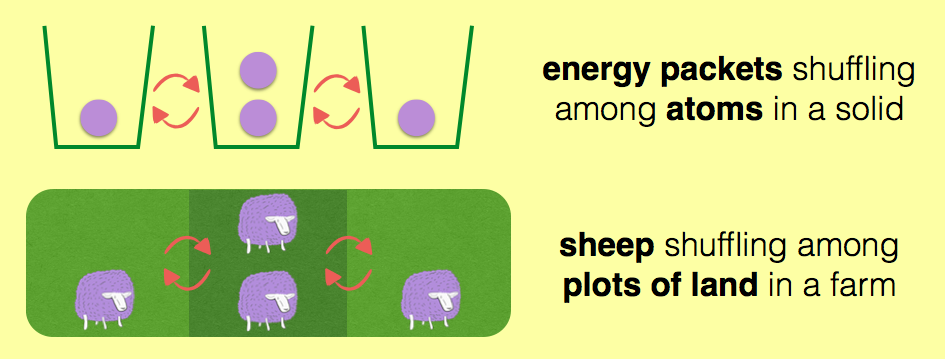 energy packets shuffling
among atoms in a solid
sheep shuffling among
plots of land in a farm